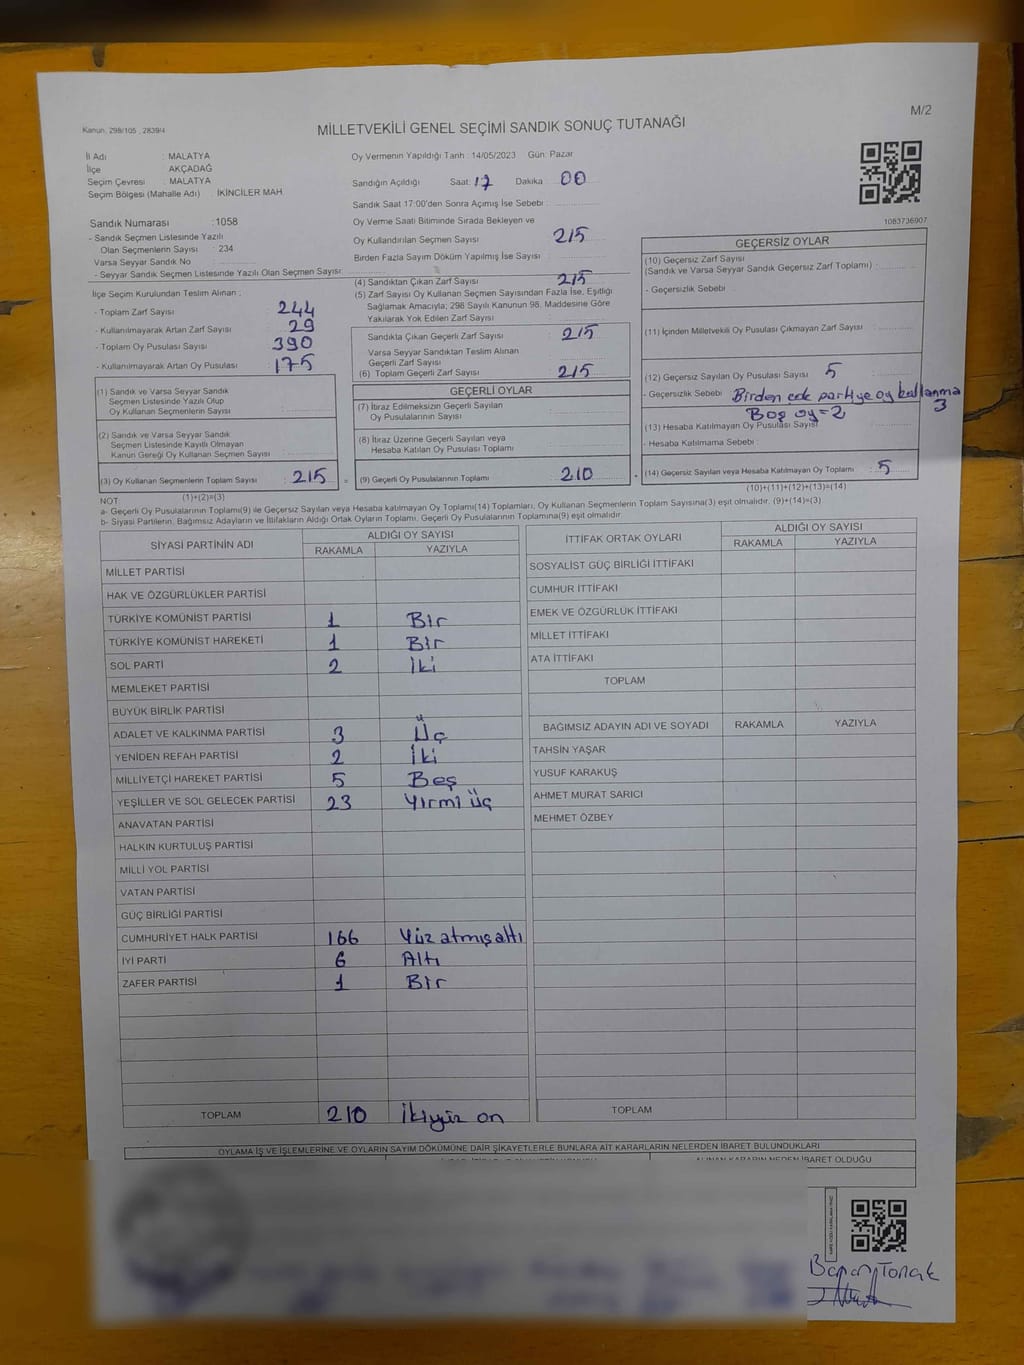 M/2
Kanun, 298/105 , 2839/4
MİLLETVEKİLİ GENEL SEÇİMİ SANDIK SONUÇ TUTANAĞI
İl Adı : MALATYA
İlçe : AKÇADAĞ
Seçim Çevresi : MALATYA
Seçim Bölgesi (Mahalle Adı) : İKİNCİLER MAH
Sandık Numarası : 1058
- Sandık Seçmen Listesinde Yazılı
Olan Seçmenlerin Sayısı : 234
Varsa Seyyar Sandık No
- Seyyar Sandık Seçmen Listesinde Yazılı Olan Seçmen Sayısı :
Oy Vermenin Yapıldığı Tarih : 14/05/2023 Gün: Pazar
Sandığın Açıldığı Saat: 17 Dakika : 00
Sandık Saat 17:00'den Sonra Açımış İse Sebebi :
Oy Verme Saati Bitiminde Sırada Bekleyen ve
Oy Kullandırılan Seçmen Sayısı 215
Birden Fazla Sayım Döküm Yapılmış İse Sayısı :
1083736907
İlçe Seçim Kurulundan Teslim Alınan :
- Toplam Zarf Sayısı 244
- Kullanılmayarak Artan Zarf Sayısı : 29
- Toplam Oy Pusulası Sayısı : 390
- Kullanılmayarak Artan Oy Pusulası : 175
(4) Sandıktan Çıkan Zarf Sayısı : 215
(5) Zarf Sayısı Oy Kullanan Seçmen Sayısından Fazla İse, Eşitliği
Sağlamak Amacıyla; 298 Sayılı Kanunun 98. Maddesine Göre
Yakılarak Yok Edilen Zarf Sayısı :
Sandıkta Çıkan Geçerli Zarf Sayısı : 215
Varsa Seyyar Sandıktan Teslim Alınan
Geçerli Zarf Sayısı
(6) Toplam Geçerli Zarf Sayısı : 215
(1) Sandık ve Varsa Seyyar Sandık
Seçmen Listesinde Yazılı Olup
Oy Kullanan Seçmenlerin Sayısı :
(2) Sandık ve Varsa Seyyar Sandık
Seçmen Listesinde Kayıtlı Olmayan
Kanun Gereği Oy Kullanan Seçmen Sayısı :
(3) Oy Kullanan Seçmenlerin Toplam Sayısı : 215
(1)+(2)=(3)
=
GEÇERLİ OYLAR
(7) İtiraz Edilmeksizin Geçerli Sayılan
Oy Pusulalarının Sayısı :
(8) İtiraz Üzerine Geçerli Sayılan veya
Hesaba Katılan Oy Pusulası Toplamı
(9) Geçerli Oy Pusulalarının Toplamı : 210
GEÇERSİZ OYLAR
(10) Geçersiz Zarf Sayısı
(Sandık ve Varsa Seyyar Sandık Geçersiz Zarf Toplamı) :
- Geçersizlik Sebebi :
(11) İçinden Milletvekili Oy Pusulası Çıkmayan Zarf Sayısı :
(12) Geçersiz Sayılan Oy Pusulası Sayısı : 5
- Geçersizlik Sebebi : Birden çok partiye oy kullanma
3
Boş oy=2
(13) Hesaba Katılmayan Oy Pusulası Sayısı
- Hesaba Katılmama Sebebi :
(14) Geçersiz Sayılan veya Hesaba Katılmayan Oy Toplamı : 5
(10)+(11)+(12)+(13)=(14)
NOT
a- Geçerli Oy Pusulalarının Toplamı(9) ile Geçersiz Sayılan veya Hesaba katılmayan Oy Toplamı(14) Toplamları, Oy Kullanan Seçmenlerin Toplam Sayısına(3) eşit olmalıdır. (9)+(14)=(3)
b- Siyasi Partilerin, Bağımsız Adayların ve İttifakların Aldığı Ortak Oyların Toplamı, Geçerli Oy Pusulalarının Toplamına(9) eşit olmalıdır
SİYASİ PARTİNİN ADI ALDIĞI OY SAYISI
RAKAMLA YAZIYLA
MİLLET PARTİSİ
HAK VE ÖZGÜRLÜKLER PARTİSİ
TÜRKİYE KOMÜNİST PARTİSİ 1 Bir
TÜRKİYE KOMÜNİST HAREKETİ 1 Bir
SOL PARTİ 2 İki
MEMLEKET PARTİSİ
BÜYÜK BİRLİK PARTİSİ
ADALET VE KALKINMA PARTİSİ 3 Üç
YENİDEN REFAH PARTİSİ 2 İki
MİLLİYETÇİ HAREKET PARTİSİ 5 Beş
YEŞİLLER VE SOL GELECEK PARTİSİ 23 Yirmi üç
ANAVATAN PARTİSİ
HALKIN KURTULUŞ PARTİSİ
MİLLİ YOL PARTİSİ
VATAN PARTİSİ
GÜÇ BİRLİĞİ PARTİSİ
CUMHURİYET HALK PARTİSİ 166 Yüz atmışaltı
İYİ PARTİ 6 Altı
ZAFER PARTİSİ 1 Bir
TOPLAM 210 İkiyüz on
İTTİFAK ORTAK OYLARI ALDIĞI OY SAYISI
RAKAMLA YAZIYLA
SOSYALİST GÜÇ BİRLİĞİ İTTİFAKI
CUMHUR İTTİFAKI
EMEK VE ÖZGÜRLÜK İTTİFAKI
MİLLET İTTİFAKI
ATA İTTİFAKI
TOPLAM
BAĞIMSIZ ADAYIN ADI VE SOYADI RAKAMLA YAZIYLA
TAHSİN YAŞAR
YUSUF KARAKUŞ
AHMET MURAT SARICI
MEHMET ÖZBEY
TOPLAM
OYLAMA İŞ VE İŞLEMLERİNE VE OYLARIN SAYIM DÖKÜMÜNE DAİR ŞİKAYETLERLE BUNLARA AİT KARARLARIN NELERDEN İBARET BULUNDUKLARI
ALINAN KARARIN NEDEN İBARET OLDUĞU